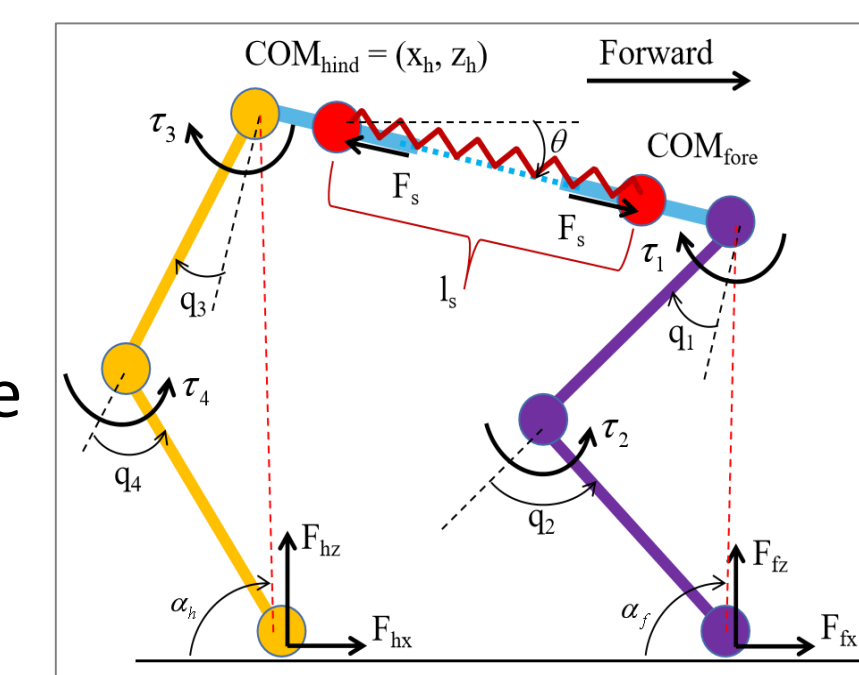 COMhind = (xh, zh)
Forward
τ3
θ
COMfore
Fs
Fs
τ1
ls
q3
q1
e
τ4
τ2
q4
q2
Fhz
Ffz
αh
αf
Fhx
Ffx